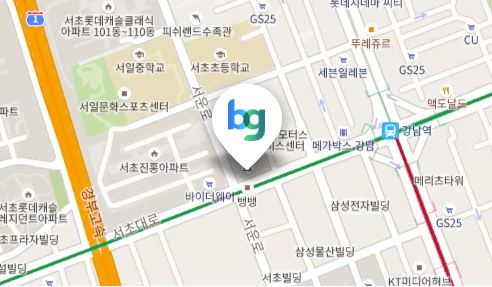 롯데시네마 씨티
서초롯데캐슬클래식
아파트 101동~110동
피쉬랜드수족관
GS25
1
뚜레쥬르
CU
서일중학교
서초초등학교
세븐일레븐
GS25
맥도날드
서일문화스포츠센터
서운로
bg
모터스
비스센터
메가박스 강남
강남역
서초진흥아파트
메리츠타워
경부고속
바이더웨이
뱅뱅
삼성전자빌딩
서초롯데캐슬
레지던트아파트
서초대로
GS25
초프라자빌딩
서운로
삼성물산빌딩
설빌딩
서초빌딩
KT미디어허브